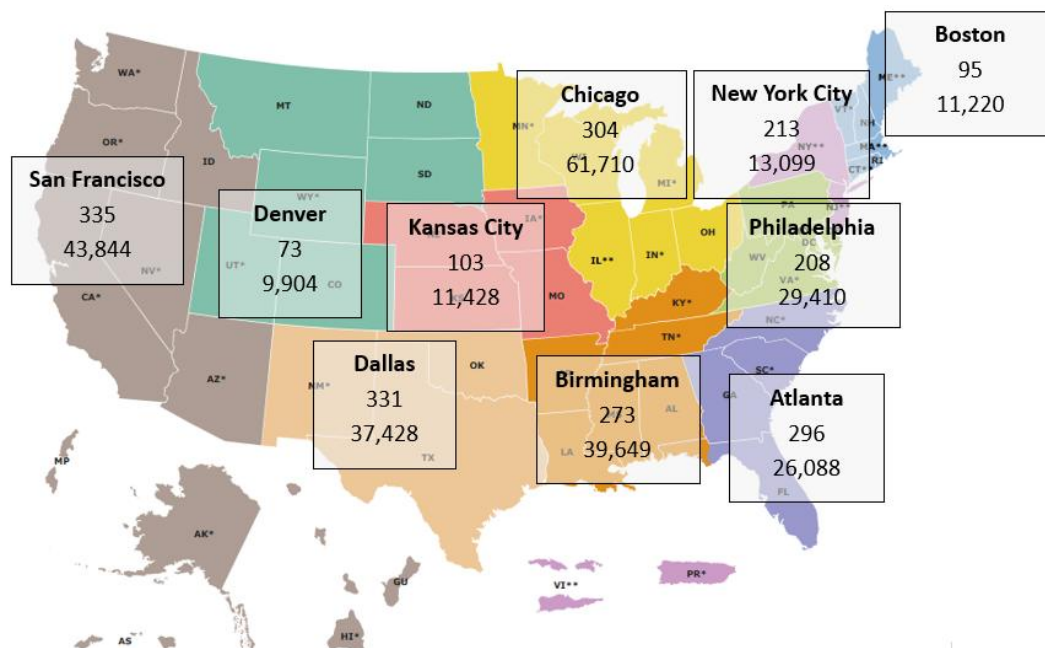 Boston
95
11,220
ME**
VT*
NH
MA**
RI
CT**
New York City
213
13,099
NY**
NJ**
Chicago
304
61,710
MN*
WI
MI*
WA*
MT
ND
OR*
ID
SD
WY*
San Francisco
335
43,844
NV*
CA*
Denver
73
9,904
UT*
CO
Kansas City
103
11,428
IA*
NE
KS
MO
IL**
IN*
OH
Philadelphia
208
29,410
PA
DC
WV
VA*
KY*
TN*
NC*
SC*
GA
AZ*
Dallas
331
37,428
NM*
OK
TX
Birmingham
273
39,649
AL
LA
Atlanta
296
26,088
FL
MP
AK*
GU
VI**
PR*
AS
HI*